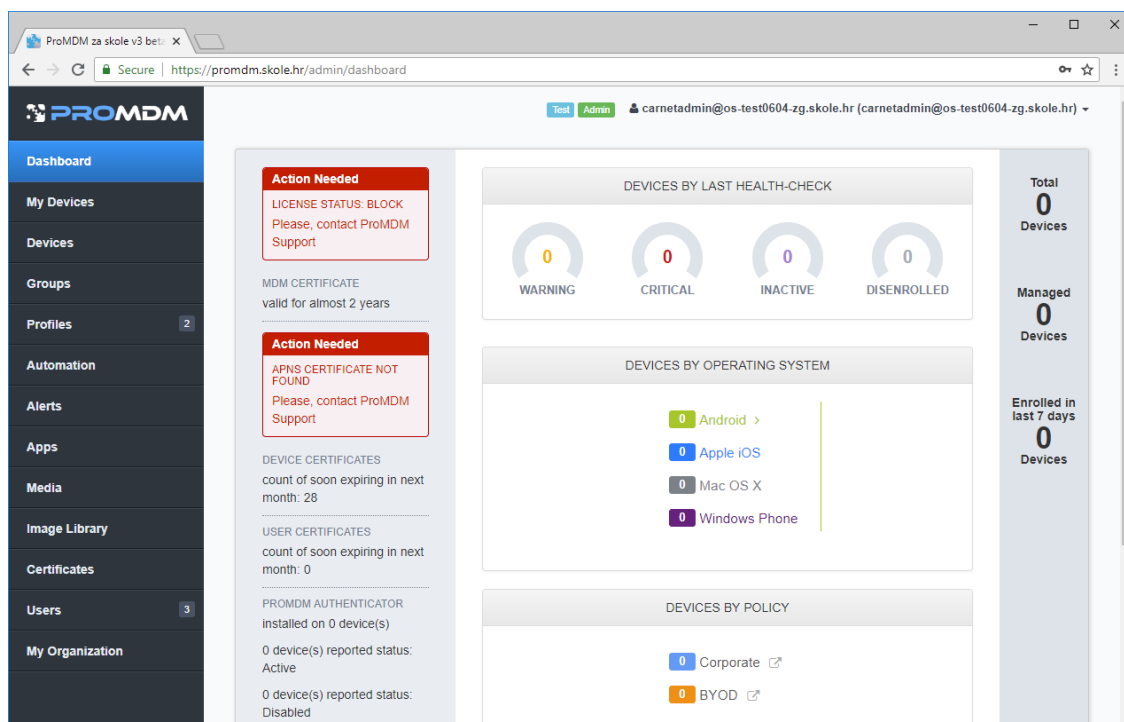 ProMDM za skole v3 beta
Secure | https://promdm.skole.hr/admin/dashboard
PROMDM
Test Admin carnetadmin@os-test0604-zg.skole.hr (carnetadmin@os-test0604-zg.skole.hr)
Dashboard
My Devices
Devices
Groups
Profiles 2
Automation
Alerts
Apps
Media
Image Library
Certificates
Users 3
My Organization
Action Needed
LICENSE STATUS: BLOCK
Please, contact ProMDM
Support
MDM CERTIFICATE
valid for almost 2 years
Action Needed
APNS CERTIFICATE NOT
FOUND
Please, contact ProMDM
Support
DEVICE CERTIFICATES
count of soon expiring in next
month: 28
USER CERTIFICATES
count of soon expiring in next
month: 0
PROMDM AUTHENTICATOR
installed on 0 device(s)
0 device(s) reported status:
Active
0 device(s) reported status:
Disabled
DEVICES BY LAST HEALTH-CHECK
0 0 0 0
WARNING CRITICAL INACTIVE DISENROLLED
DEVICES BY OPERATING SYSTEM
0 Android >
0 Apple iOS
0 Mac OS X
0 Windows Phone
DEVICES BY POLICY
0 Corporate
0 BYOD
Total
0
Devices
Managed
0
Devices
Enrolled in
last 7 days
0
Devices